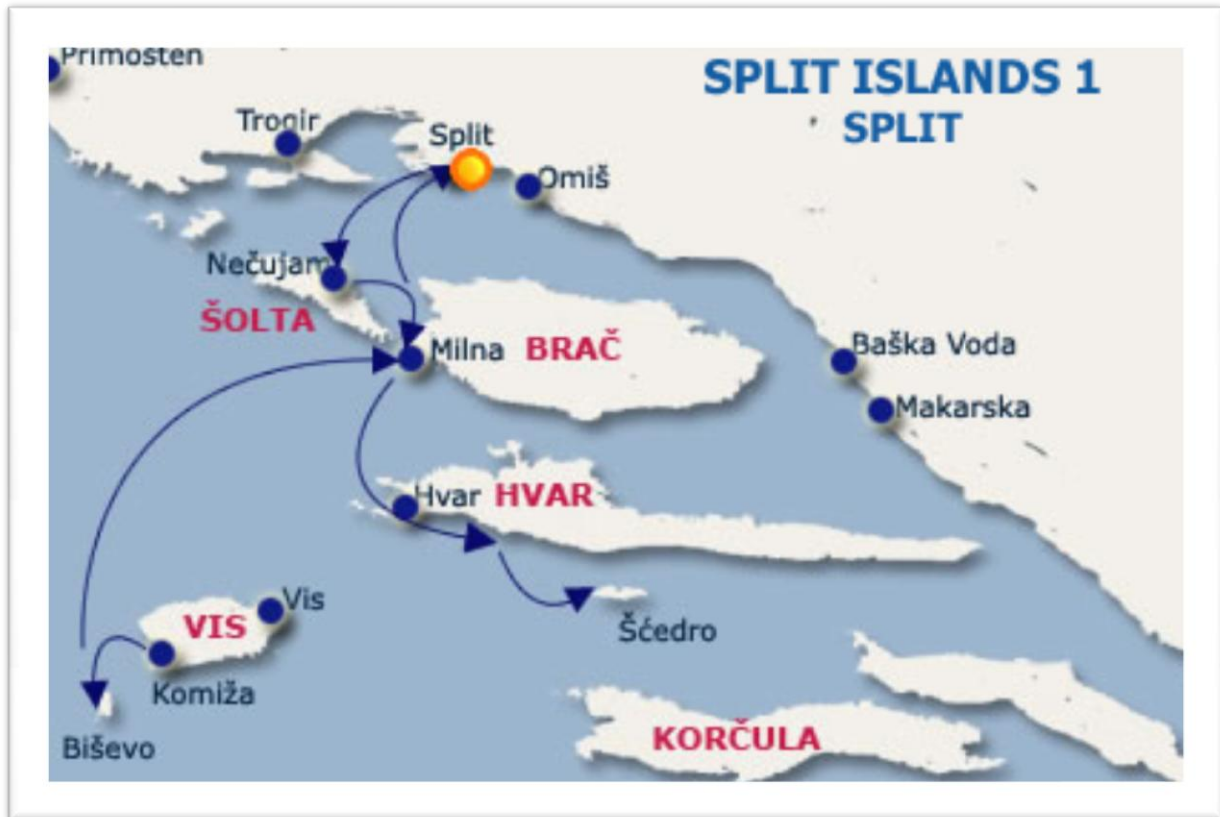 Primošten
SPLIT ISLANDS 1
SPLIT
Trogir
Split
Omiš
Nečujam
ŠOLTA
Milna
BRAČ
Baška Voda
Makarska
Hvar
HVAR
Vis
VIS
Šćedro
Komiža
Biševo
KORČULA